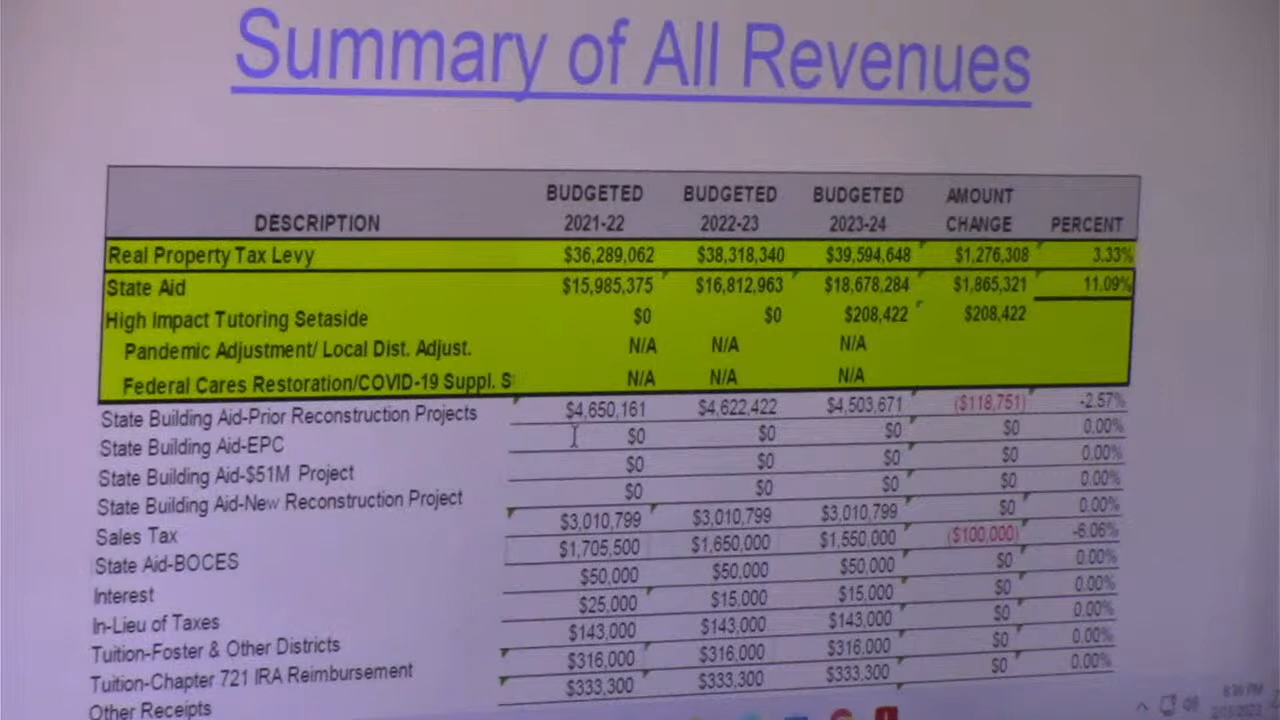 Summary of All Revenues
DESCRIPTION BUDGETED 2021-22 BUDGETED 2022-23 BUDGETED 2023-24 AMOUNT CHANGE PERCENT
Real Property Tax Levy $36,289,062 $38,318,340 $39,594,648 $1,276,308 3.33%
State Aid $15,985,375 $16,812,963 $18,678,284 $1,865,321 11.09%
High Impact Tutoring Setaside $0 $0 $208,422 $208,422
Pandemic Adjustment/ Local Dist. Adjust. N/A N/A N/A
Federal Cares Restoration/COVID-19 Suppl. S N/A N/A N/A
State Building Aid-Prior Reconstruction Projects $4,650,161 $4,622,422 $4,503,671 ($118,751) -2.57%
State Building Aid-EPC $0 $0 $0 $0 0.00%
State Building Aid-$51M Project $0 $0 $0 $0 0.00%
State Building Aid-New Reconstruction Project $0 $0 $0 $0 0.00%
Sales Tax $3,010,799 $3,010,799 $3,010,799 $0 0.00%
State Aid-BOCES $1,705,500 $1,650,000 $1,550,000 ($100,000) -6.06%
Interest $50,000 $50,000 $50,000 $0 0.00%
In-Lieu of Taxes $25,000 $15,000 $15,000 $0 0.00%
Tuition-Foster & Other Districts $143,000 $143,000 $143,000 $0 0.00%
Tuition-Chapter 721 IRA Reimbursement $316,000 $316,000 $316,000 $0 0.00%
Other Receipts $333,300 $333,300 $333,300 $0 0.00%